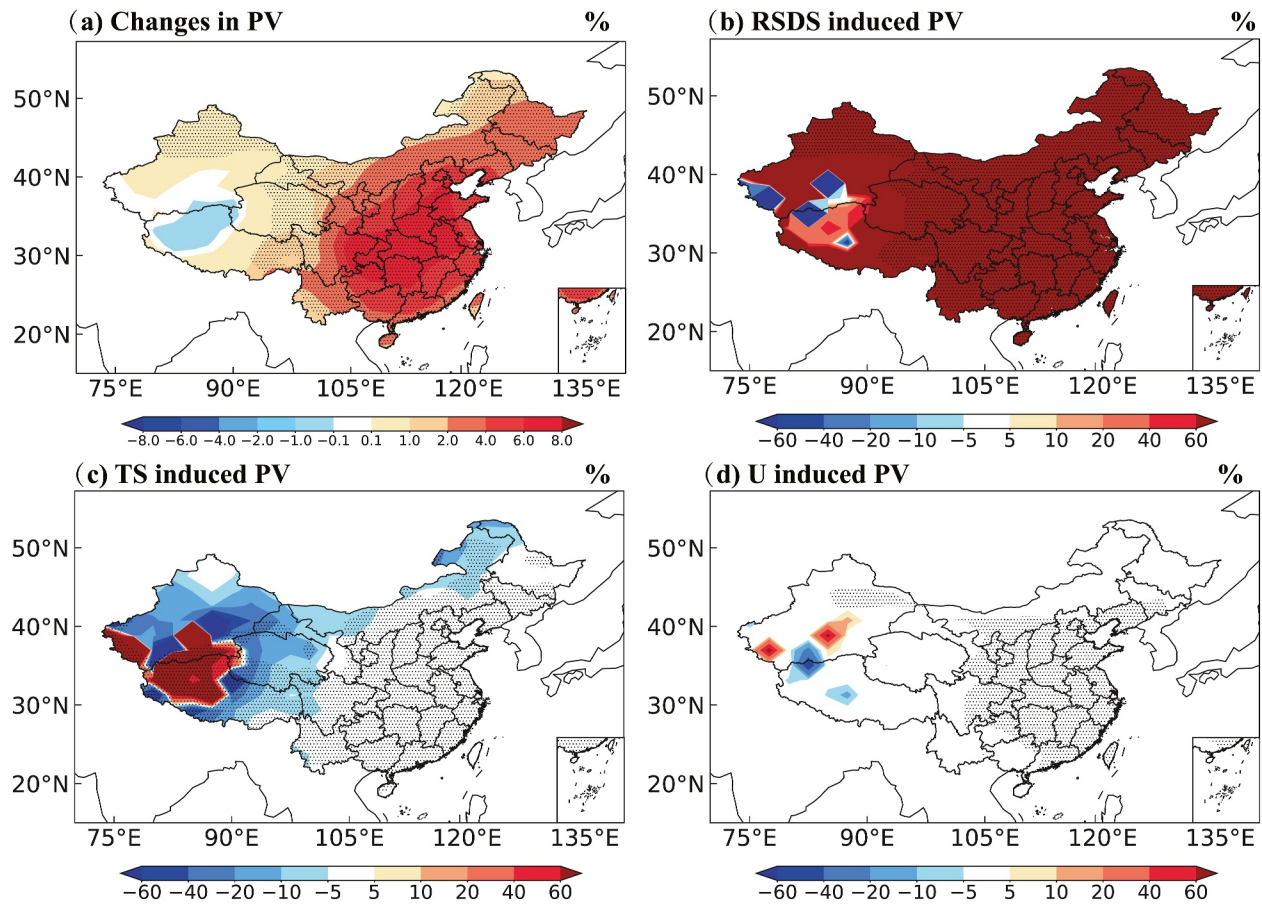 (a) Changes in PV %
(b) RSDS induced PV %
50°N
40°N
30°N
20°N
75°E 90°E 105°E 120°E 135°E
−8.0 −6.0 −4.0 −2.0 −1.0 −0.1 0.1 1.0 2.0 4.0 6.0 8.0
50°N
40°N
30°N
20°N
75°E 90°E 105°E 120°E 135°E
−60 −40 −20 −10 −5 5 10 20 40 60
(c) TS induced PV %
(d) U induced PV %
50°N
40°N
30°N
20°N
75°E 90°E 105°E 120°E 135°E
−60 −40 −20 −10 −5 5 10 20 40 60
50°N
40°N
30°N
20°N
75°E 90°E 105°E 120°E 135°E
−60 −40 −20 −10 −5 5 10 20 40 60